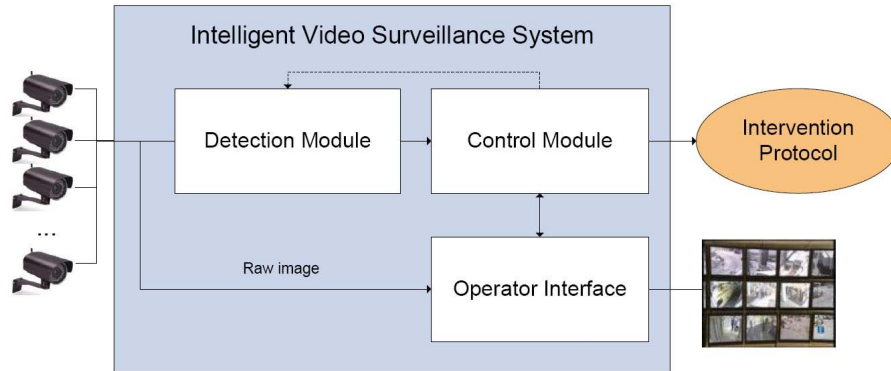 Intelligent Video Surveillance System
Detection Module
Control Module
Intervention
Protocol
...
Raw image
Operator Interface